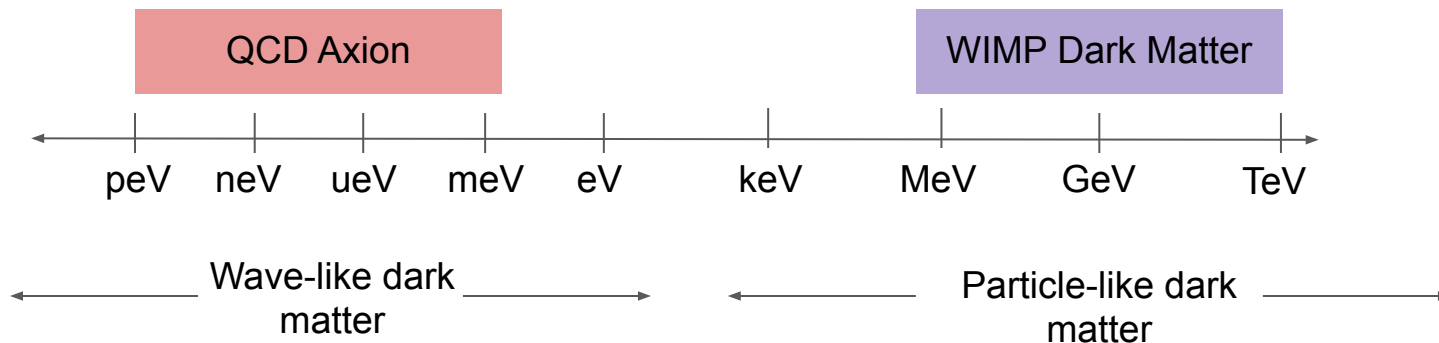 QCD Axion
WIMP Dark Matter
peV neV ueV meV eV keV MeV GeV TeV
Wave-like dark
matter
Particle-like dark
matter